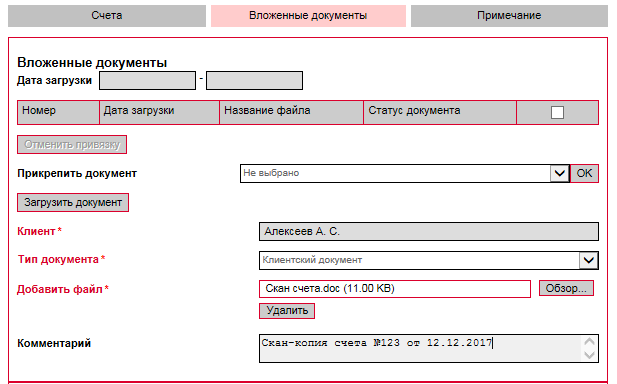 Счета Вложенные документы Примечание
Вложенные документы
Дата загрузки -
Номер Дата загрузки Название файла Статус документа
Отменить привязку
Прикрепить документ Не выбрано OK
Загрузить документ
Клиент* Алексеев А. С.
Тип документа* Клиентский документ
Добавить файл* Скан счета.doc (11.00 KB) Обзор...
Удалить
Комментарий Скан-копия счета №123 от 12.12.2017